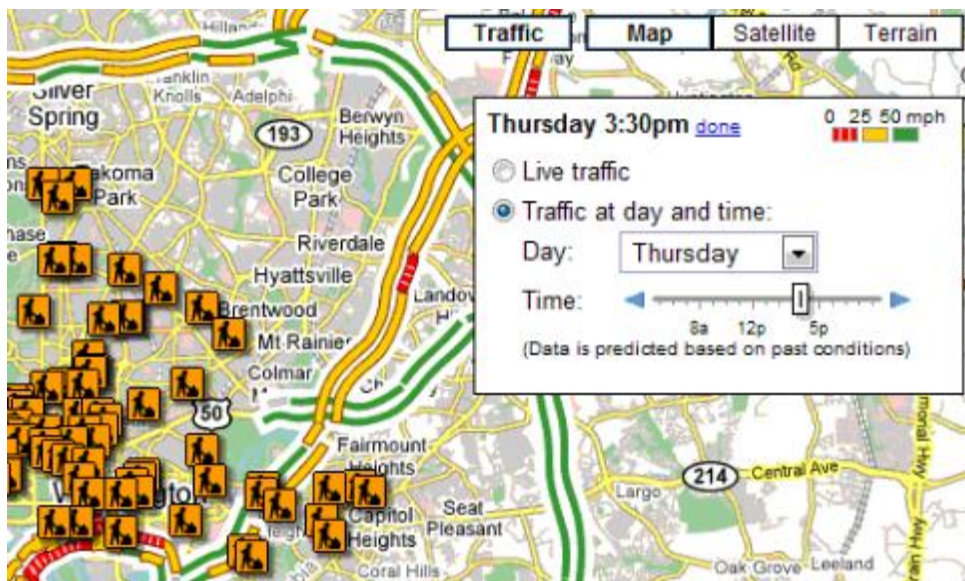 Traffic
Map
Satellite
Terrain
Thursday 3:30pm done
0 25 50 mph
Live traffic
Traffic at day and time:
Day:
Thursday
Time:
8a 12p 5p
(Data is predicted based on past conditions)
Silver
Spring
Knolls
Adelphi
193
Berwyn
Heights
College
Park
Park
Riverdale
Hyattsville
Brentwood
Mt Rainier
Colmar
50
Fairmount
Heights
Capitol
Heights
Seat
Pleasant
Coral Hills
214
Central Ave
Largo
Oak Grove
Leeland